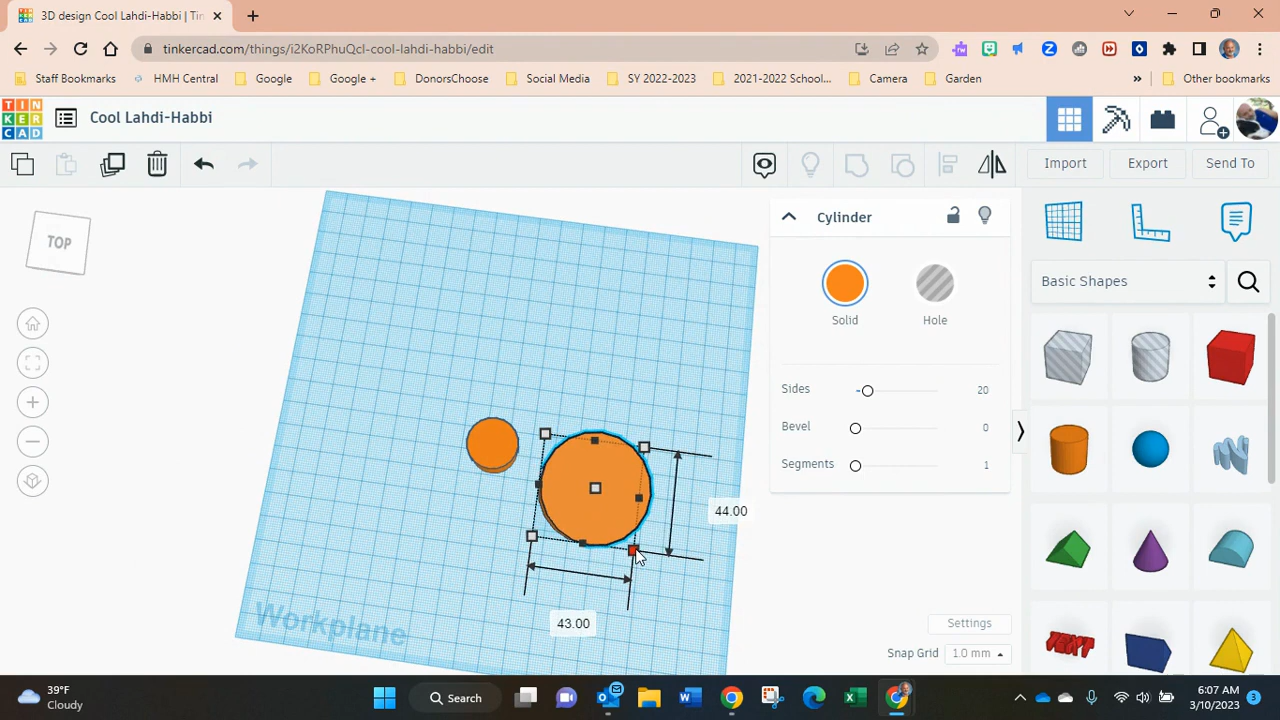 3D design Cool Lahdi-Habbi | Tin
tinkercad.com/things/i2KoRPhuQcl-cool-lahdi-habbi/edit
Staff Bookmarks
HMH Central
Google
Google +
DonorsChoose
Social Media
SY 2022-2023
2021-2022 School...
Camera
Garden
»
Other bookmarks
TIN
KER
CAD
Cool Lahdi-Habbi
Import
Export
Send To
TOP
Cylinder
Solid
Hole
Sides
20
Bevel
0
Segments
1
Basic Shapes
44.00
43.00
Workplane
TEXT
Settings
Snap Grid
1.0 mm
39°F
Cloudy
Search
6:07 AM
3/10/2023
3